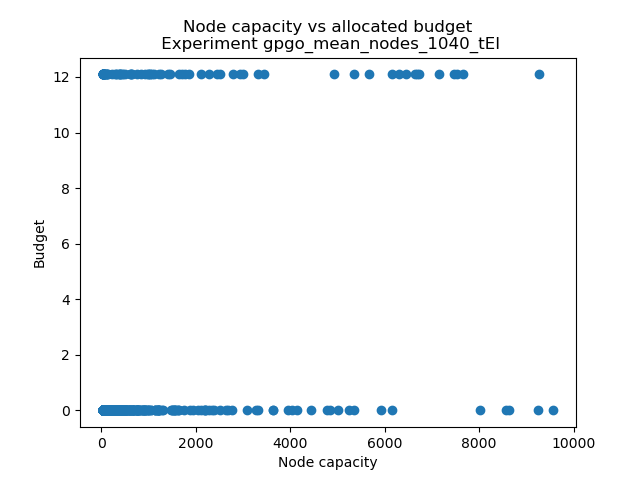 Node capacity vs allocated budget
Experiment gpgo_mean_nodes_1040_tEI
12
10
8
6
4
2
0
Budget
0 2000 4000 6000 8000 10000
Node capacity